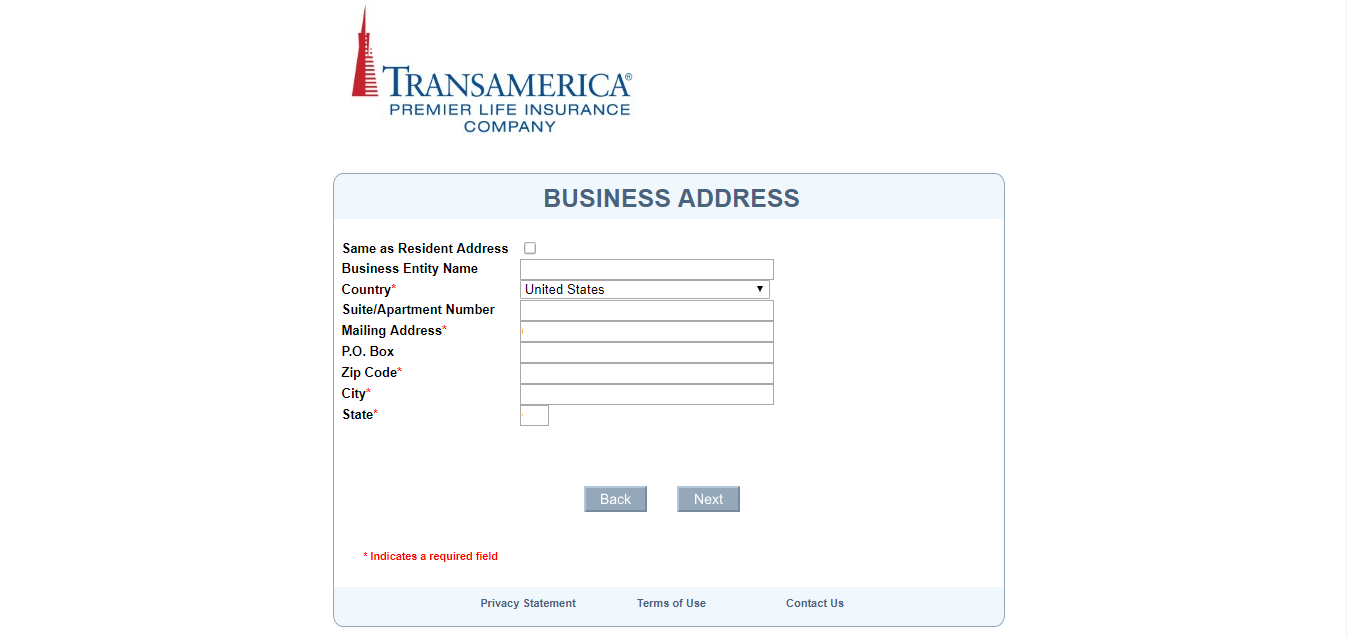 TRANSAMERICA®
PREMIER LIFE INSURANCE
COMPANY
BUSINESS ADDRESS
Same as Resident Address
Business Entity Name
Country* United States
Suite/Apartment Number
Mailing Address*
P.O. Box
Zip Code*
City*
State*
Back Next
* Indicates a required field
Privacy Statement Terms of Use Contact Us